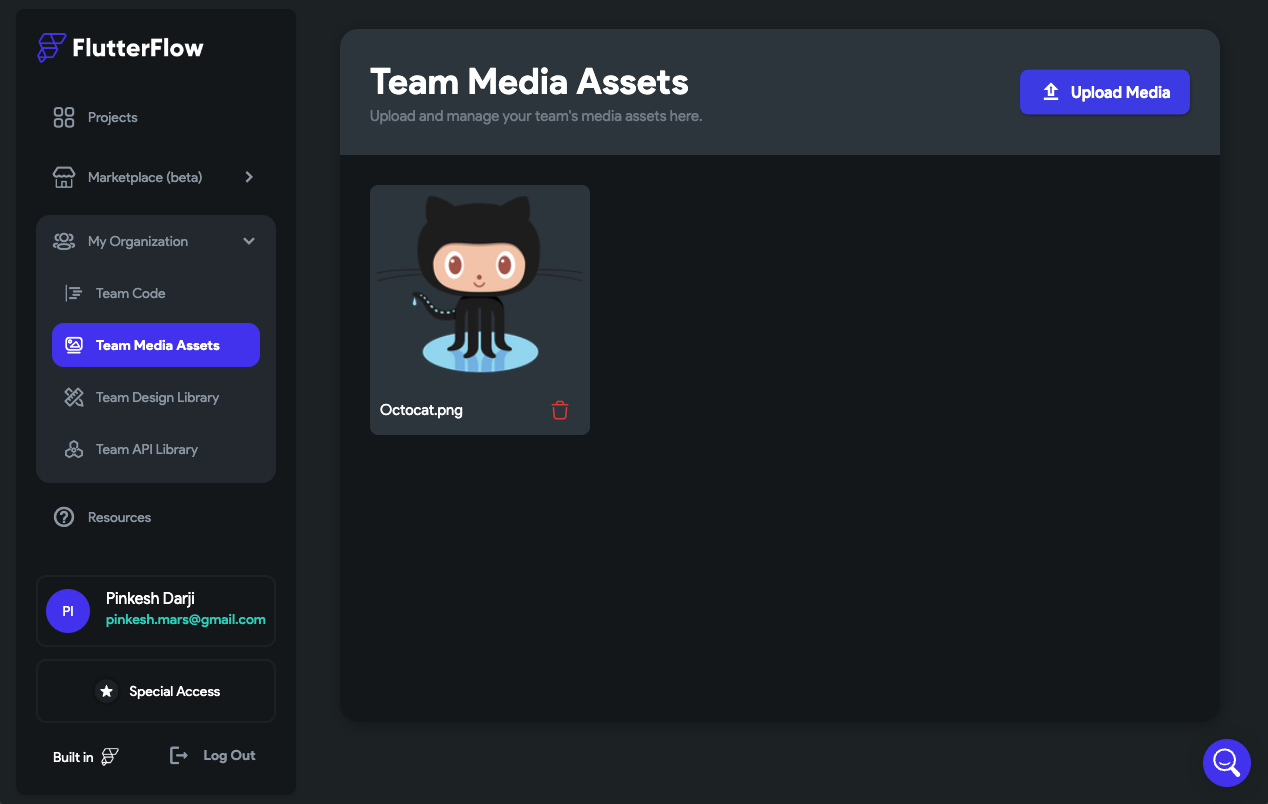 FlutterFlow
Projects
Marketplace (beta)
My Organization
Team Code
Team Media Assets
Team Design Library
Team API Library
Resources
PI
Pinkesh Darji
pinkesh.mars@gmail.com
Special Access
Built in
Log Out
Team Media Assets
Upload and manage your team's media assets here.
Upload Media
Octocat.png